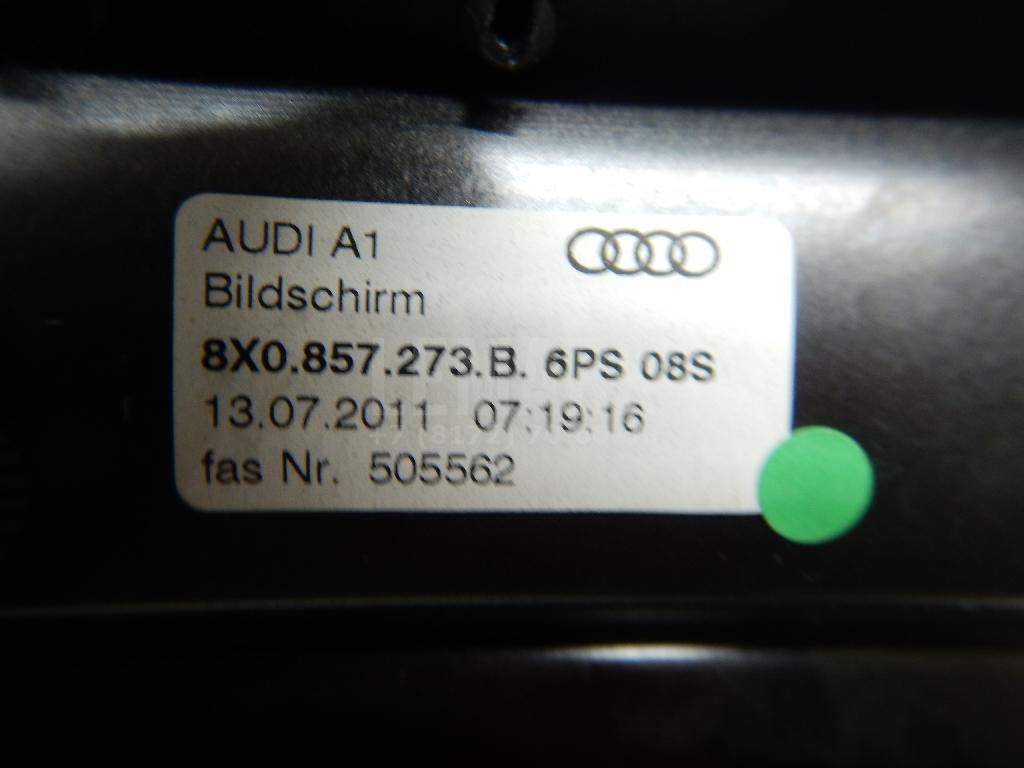 AUDI A1
Bildschirm
8X0.857.273.B. 6PS 08S
13.07.2011 07:19:16
fas Nr. 505562